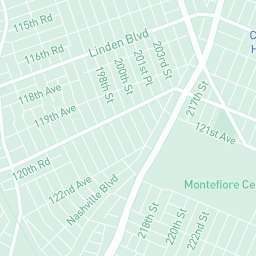 115th Rd
116th Rd
Linden Blvd
203rd St
201st Pl
200th St
198th St
118th Ave
119th Ave
217th St
121st Ave
120th Rd
122nd Ave
Nashville Blvd
Montefiore Ce
218th St
220th St
222nd St
C
H